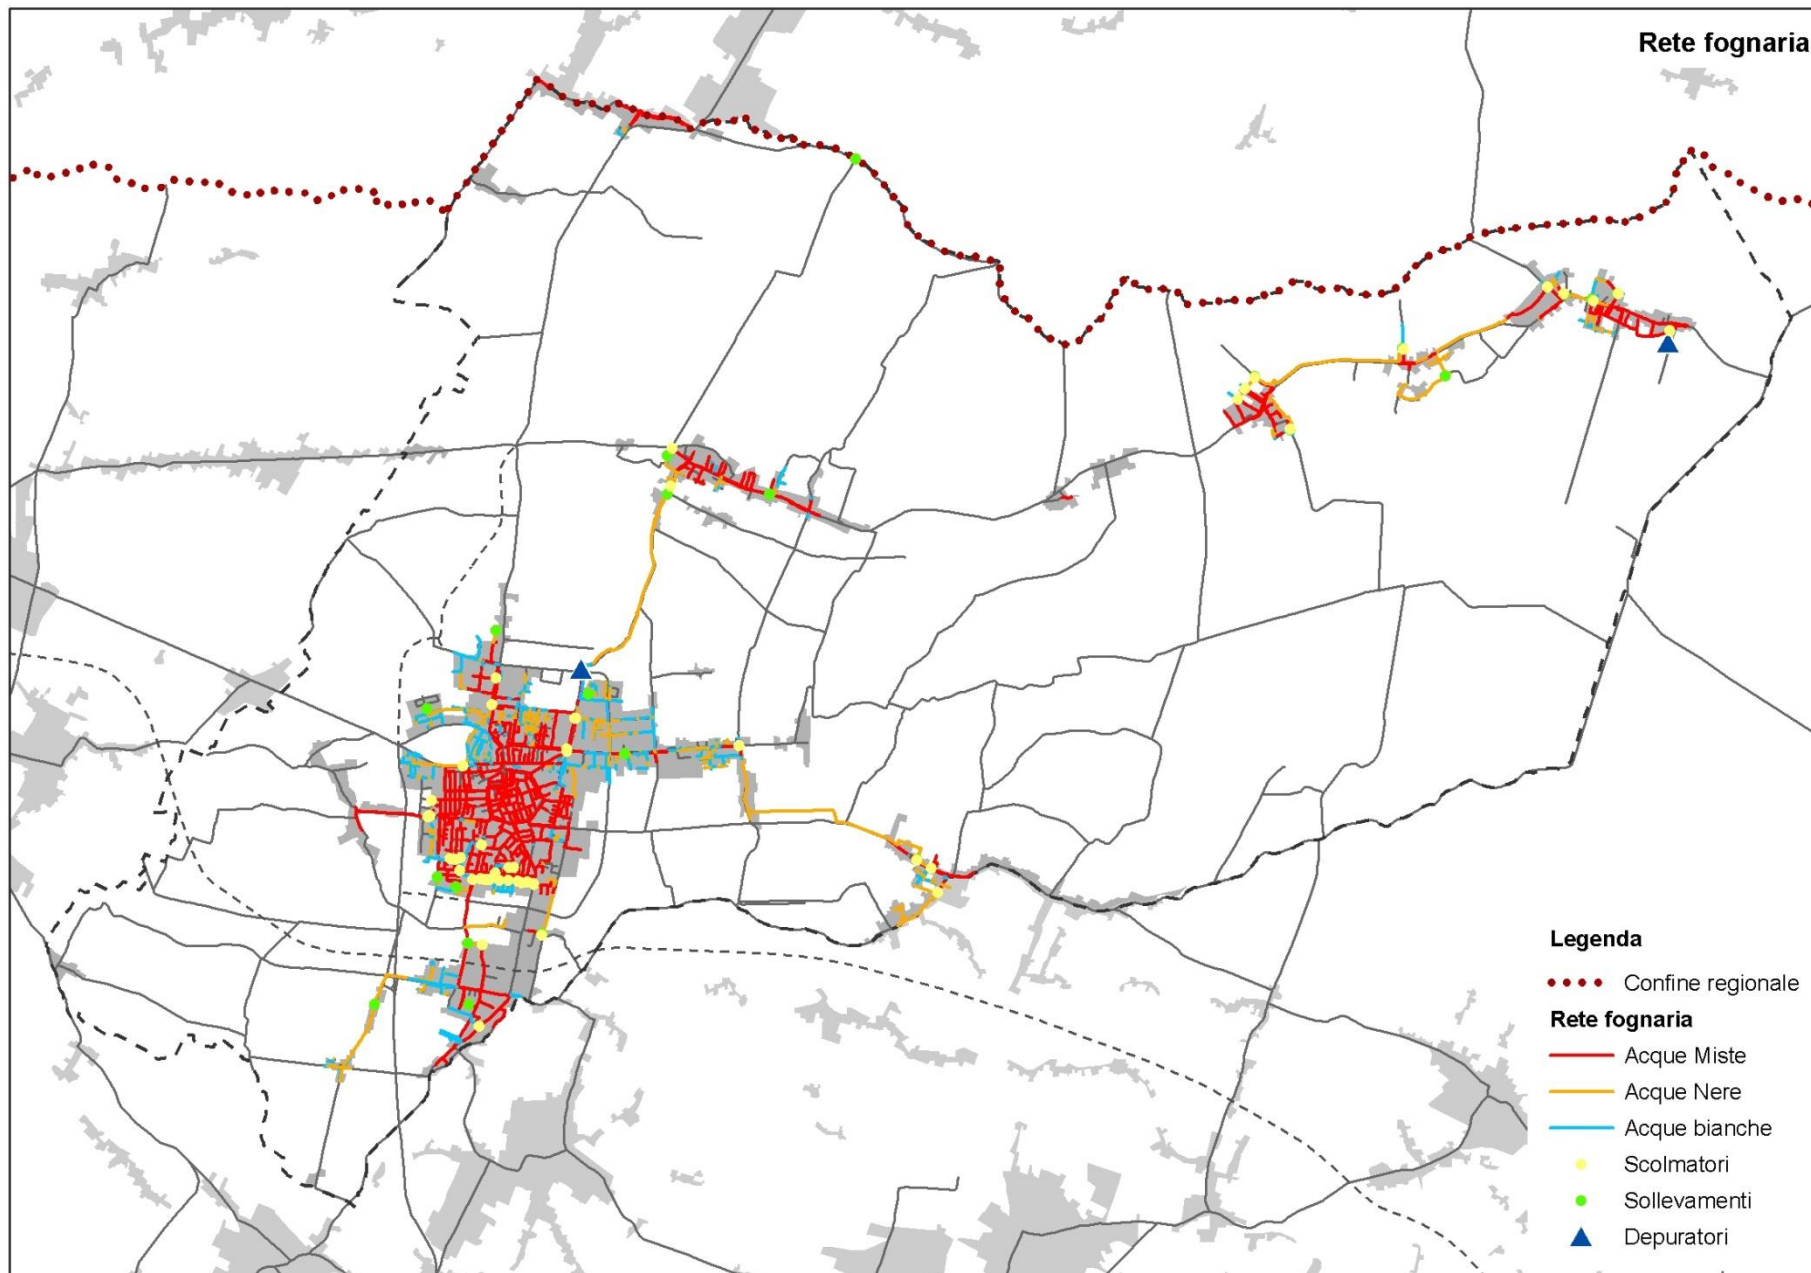 Rete fognaria
Legenda
Confine regionale
Rete fognaria
Acque Miste
Acque Nere
Acque bianche
Scolmatori
Sollevamenti
Depuratori